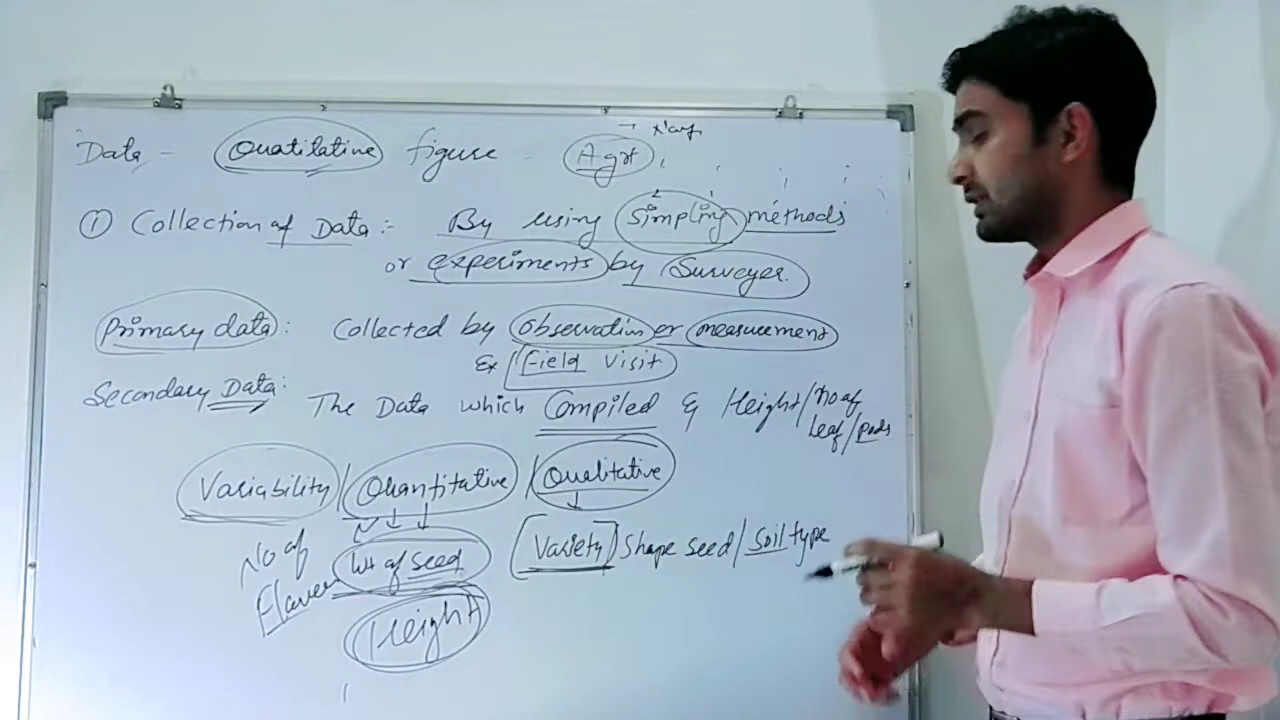 Data - Quatitative figure - Agri
① Collection of Data :- By using Simpling methods
or experiments by Surveyer.
Primary data : Collected by observation or measurement
Ex Field Visit
Secondary Data : The Data which Compiled Height/No of
Leaf/Pods
Variability / Quantitative / Qualitative
No of Wt of seed [Variety] Shape seed/Soil type
Height